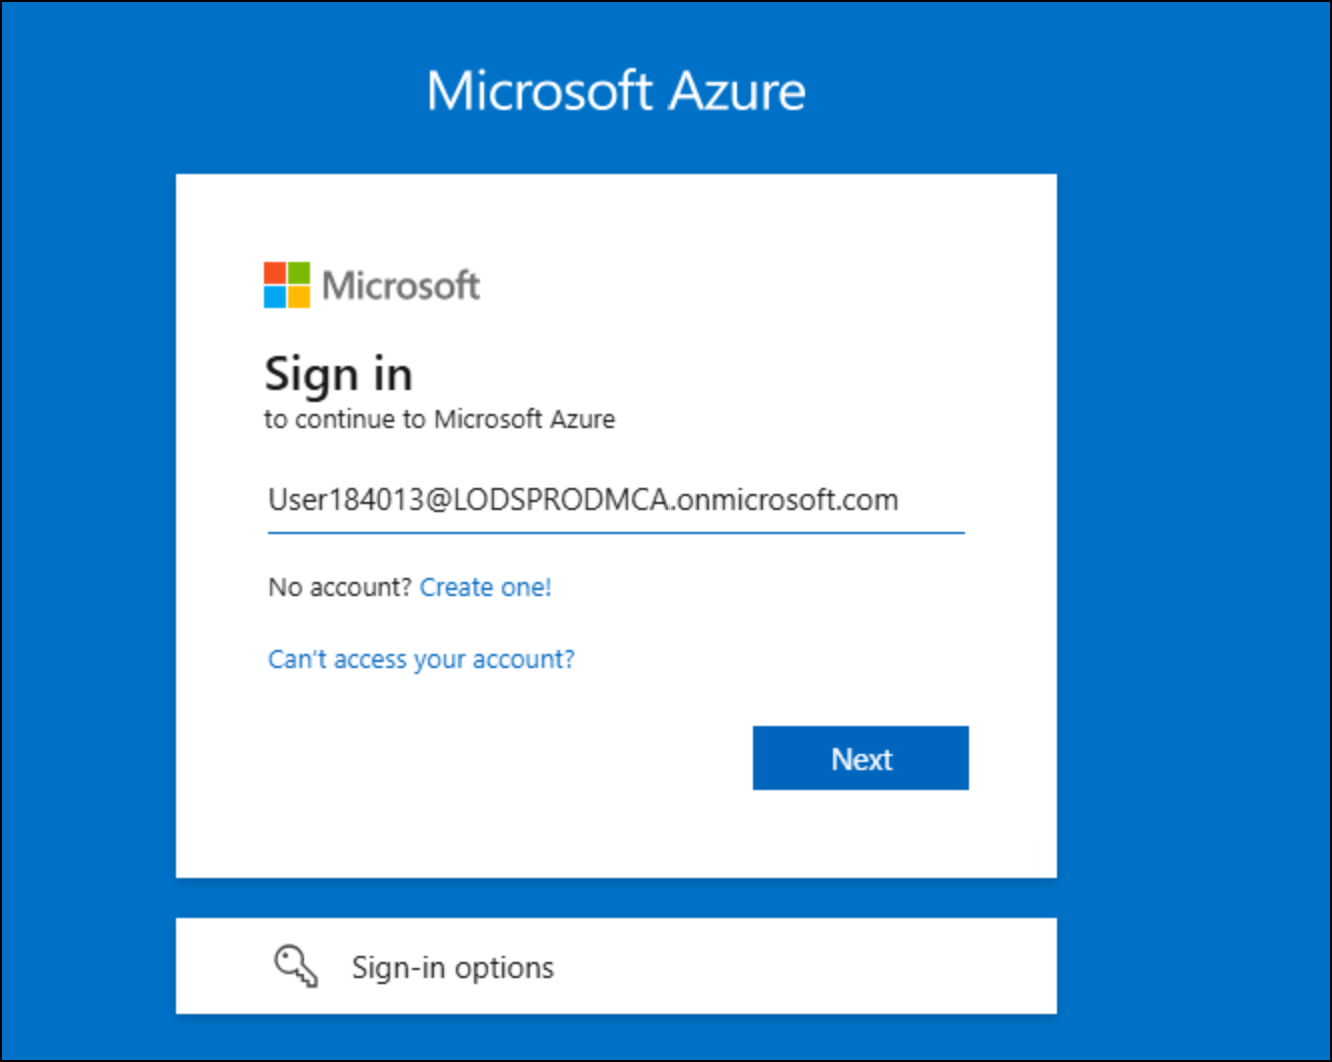 Microsoft Azure
Microsoft
Sign in
to continue to Microsoft Azure
User184013@LODSPRODMCA.onmicrosoft.com
No account? Create one!
Can't access your account?
Next
Sign-in options